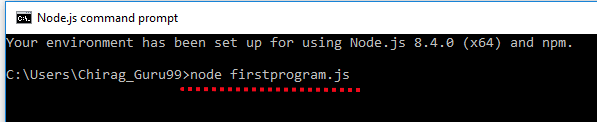 Node.js command prompt
Your environment has been set up for using Node.js 8.4.0 (x64) and npm.
C:\Users\Chirag_Guru99>node firstprogram.js